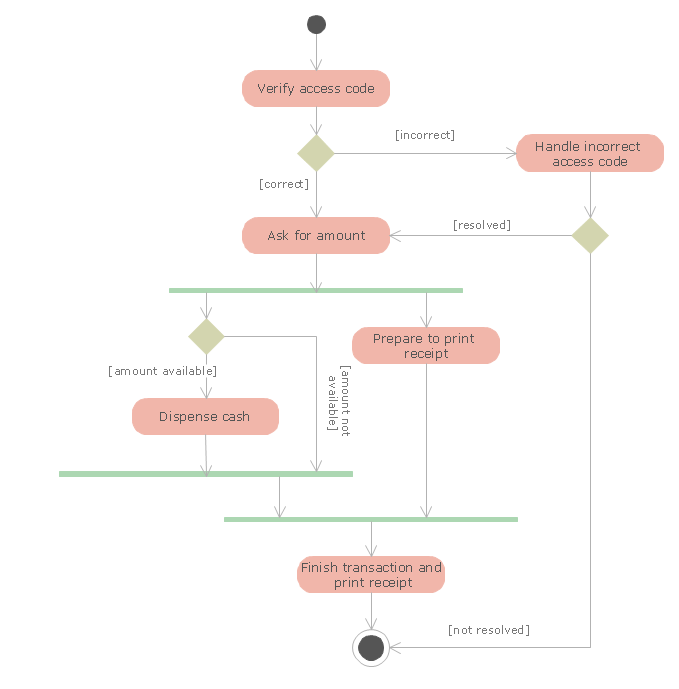 Verify access code
[incorrect]
Handle incorrect
access code
[correct]
[resolved]
Ask for amount
Prepare to print
receipt
[amount available]
[amount not
available]
Dispense cash
Finish transaction and
print receipt
[not resolved]